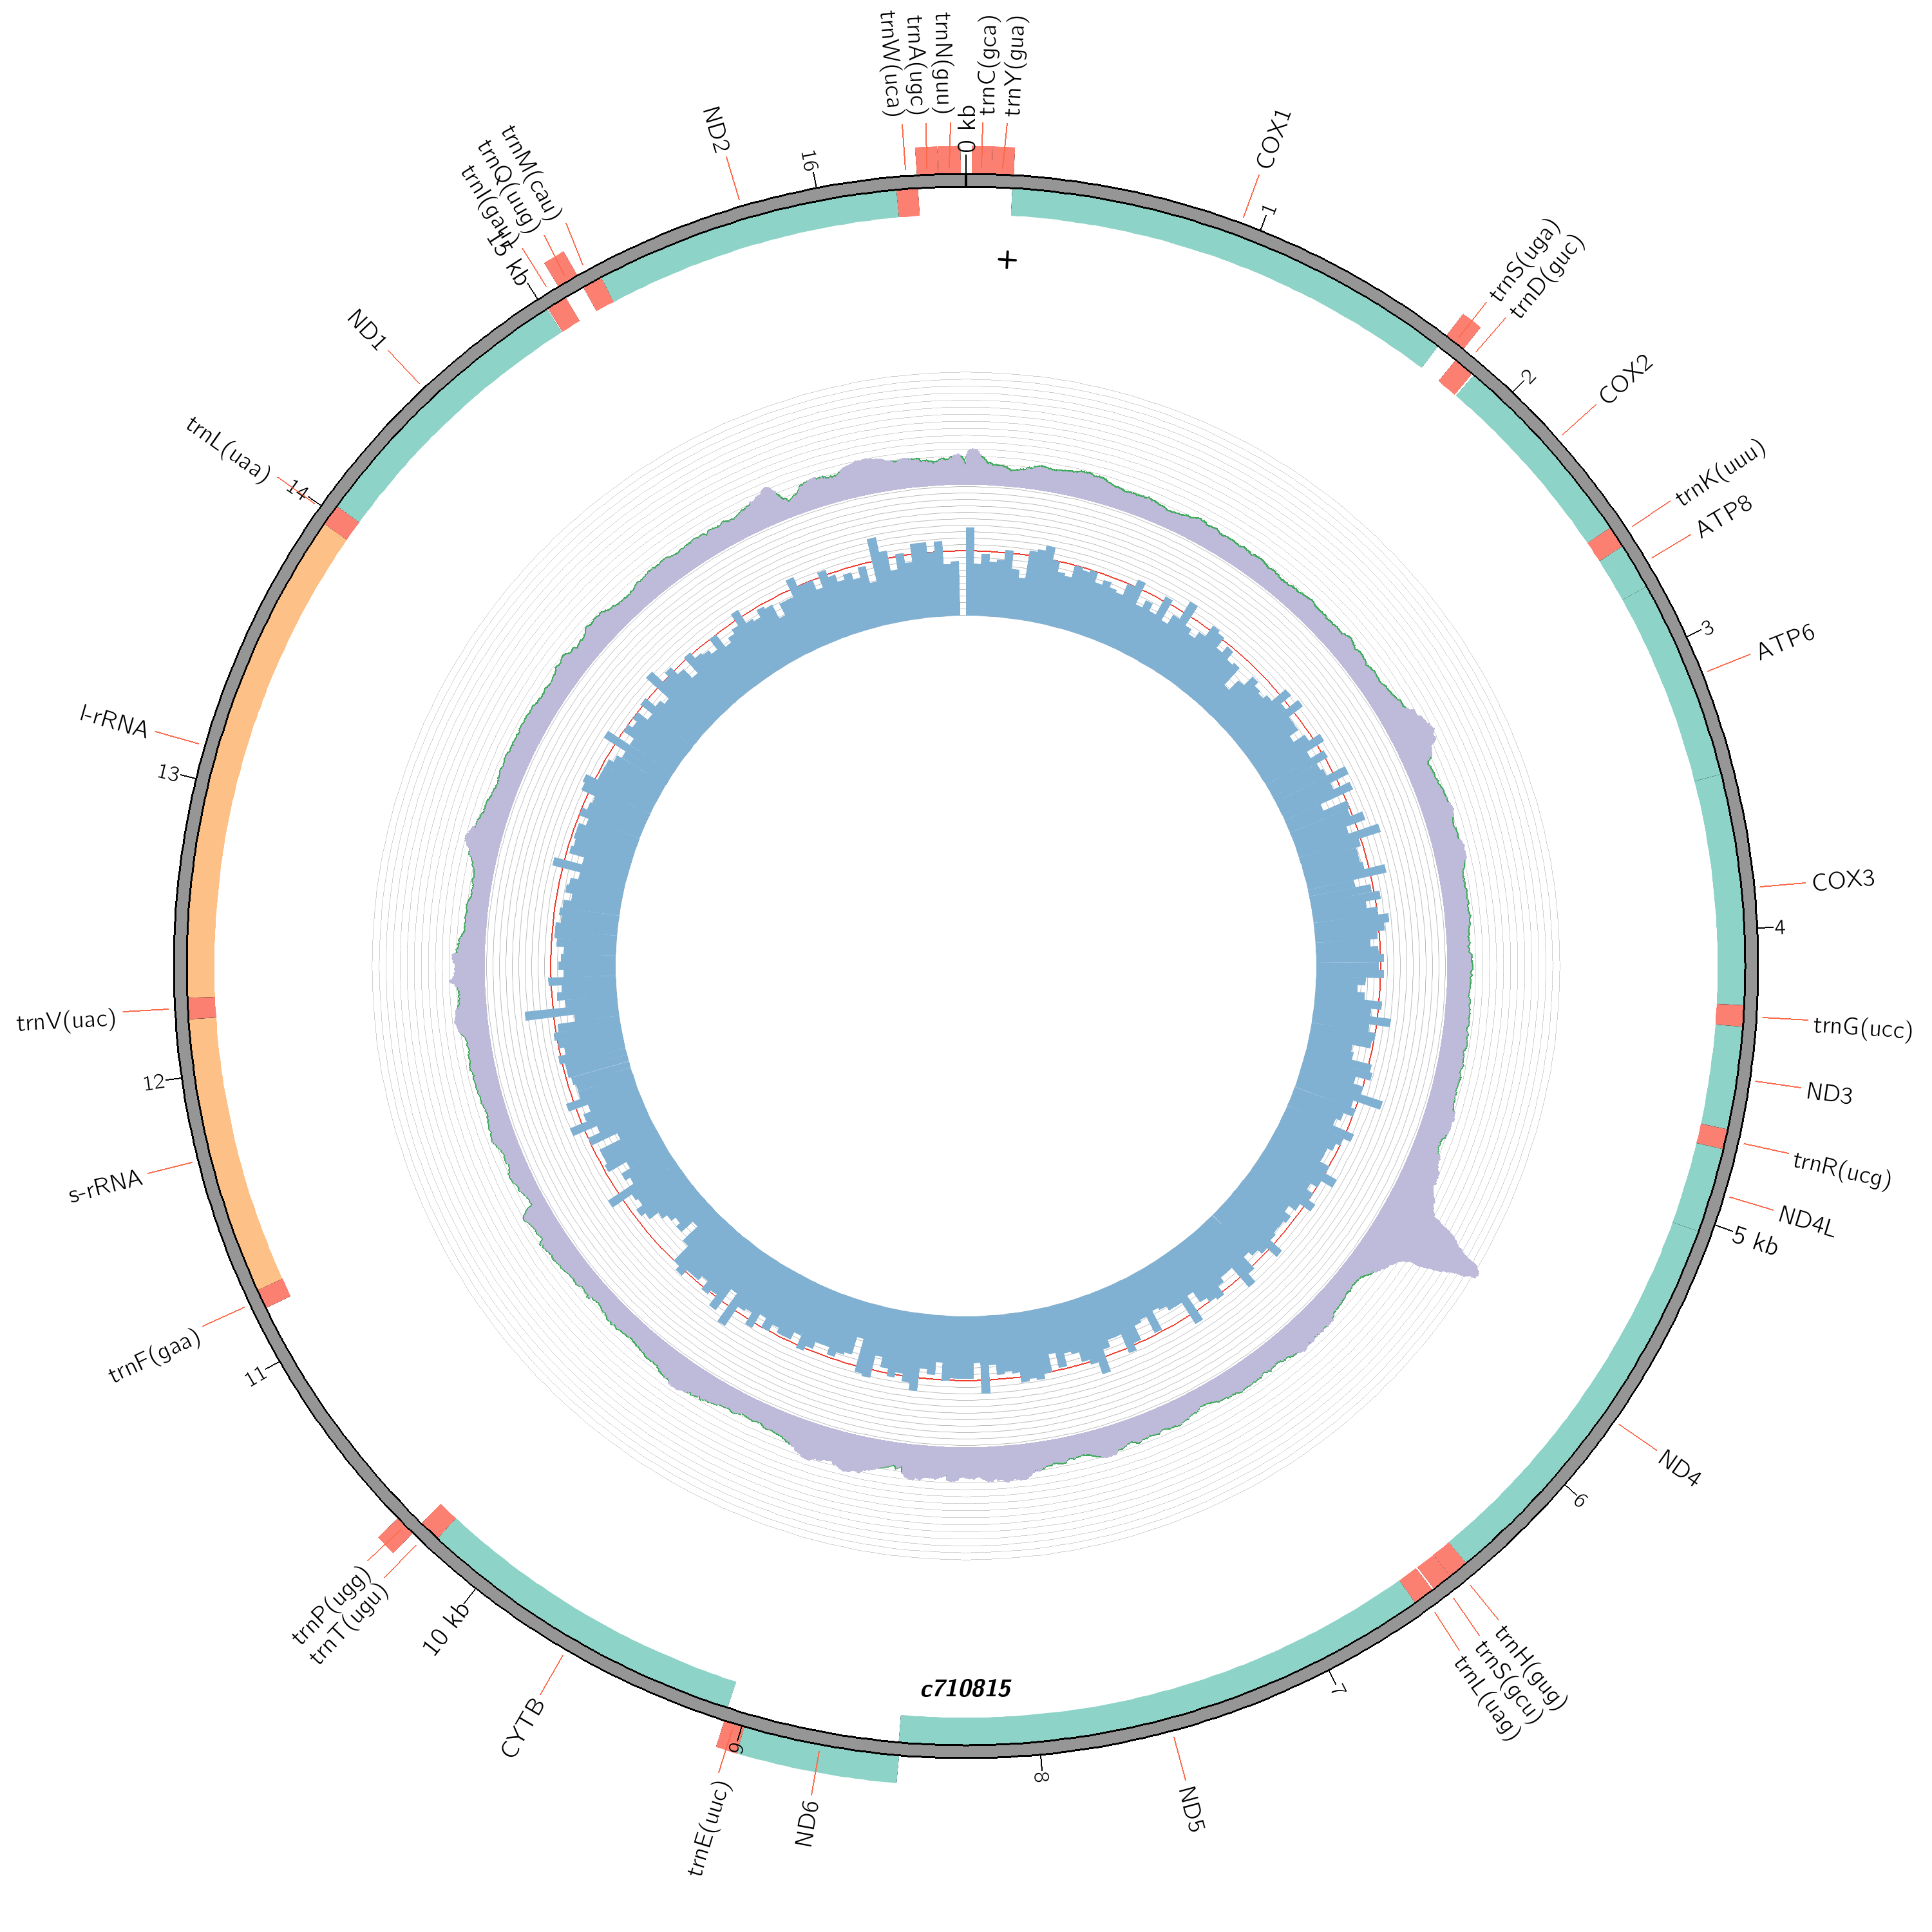 0 kb
trnC(gca)
trnY(gua)
COX1
1
trnS(uga)
trnD(guc)
2
COX2
trnK(uuu)
ATP8
3
ATP6
COX3
4
trnG(ucc)
ND3
trnR(ucg)
ND4L
5 kb
ND4
6
trnH(gug)
trnS(gcu)
trnL(uag)
7
ND5
8
ND6
9
trnE(uuc)
CYTB
10 kb
trnT(ugu)
trnP(ugg)
11
trnF(gaa)
s-rRNA
12
trnV(uac)
13
l-rRNA
14
trnL(uaa)
ND1
15 kb
trnI(gau)
trnQ(uug)
trnM(cau)
ND2
16
trnW(uca)
trnA(ugc)
trnN(guu)
+
c710815